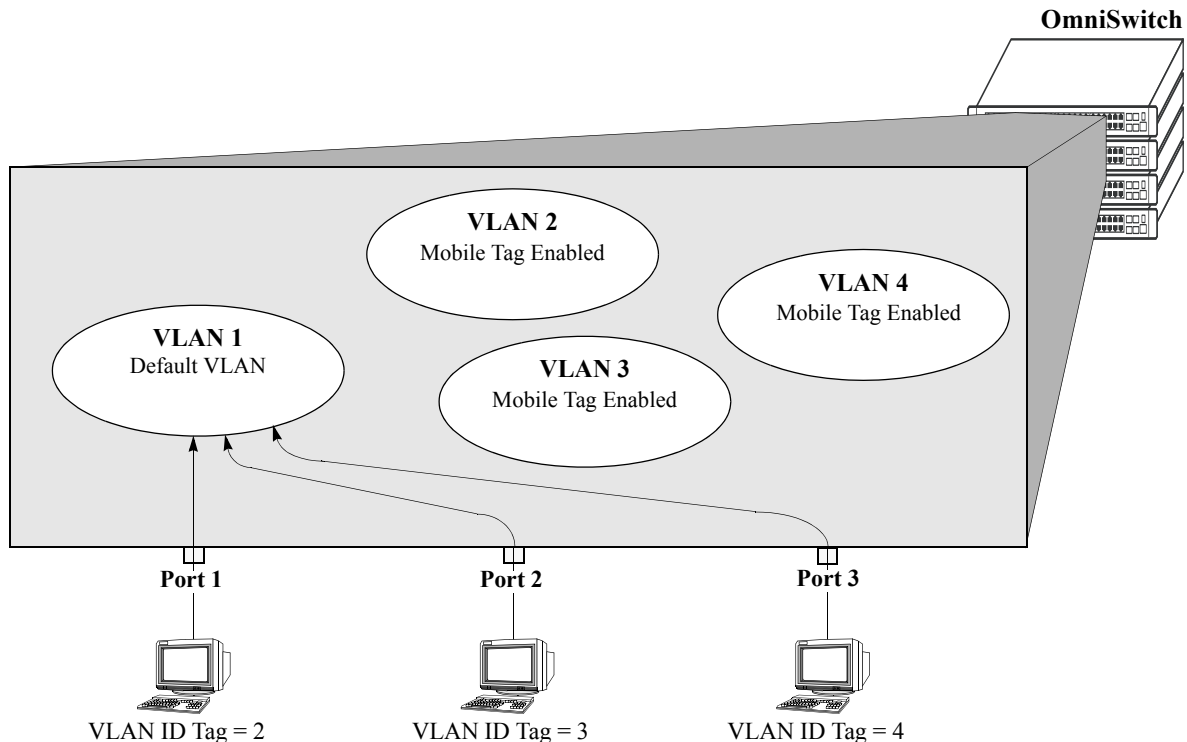 OmniSwitch
VLAN 2
Mobile Tag Enabled
VLAN 4
Mobile Tag Enabled
VLAN 1
Default VLAN
VLAN 3
Mobile Tag Enabled
Port 1
Port 2
Port 3
VLAN ID Tag = 2
VLAN ID Tag = 3
VLAN ID Tag = 4